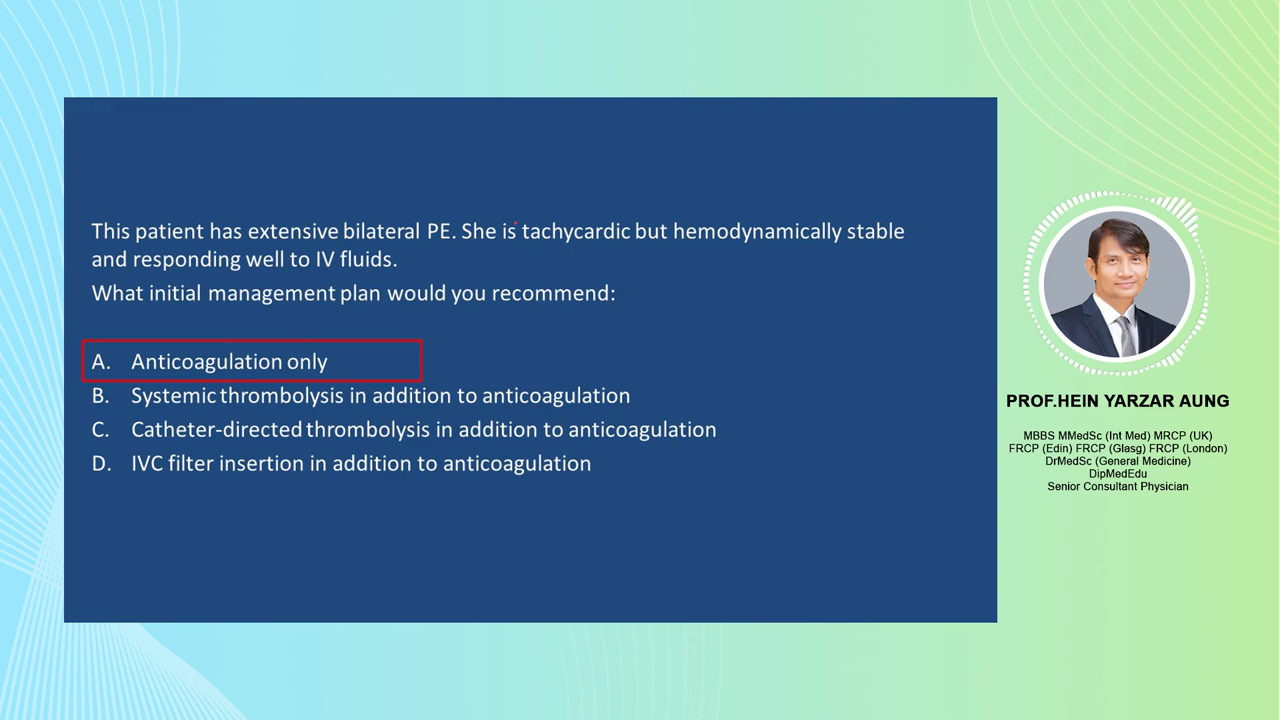 This patient has extensive bilateral PE. She is tachycardic but hemodynamically stable
and responding well to IV fluids.
What initial management plan would you recommend:
A. Anticoagulation only
B. Systemic thrombolysis in addition to anticoagulation
C. Catheter-directed thrombolysis in addition to anticoagulation
D. IVC filter insertion in addition to anticoagulation
PROF.HEIN YARZAR AUNG
MBBS MMedSc (Int Med) MRCP (UK)
FRCP (Edin) FRCP (Glasg) FRCP (London)
DrMedSc (General Medicine)
DipMedEdu
Senior Consultant Physician